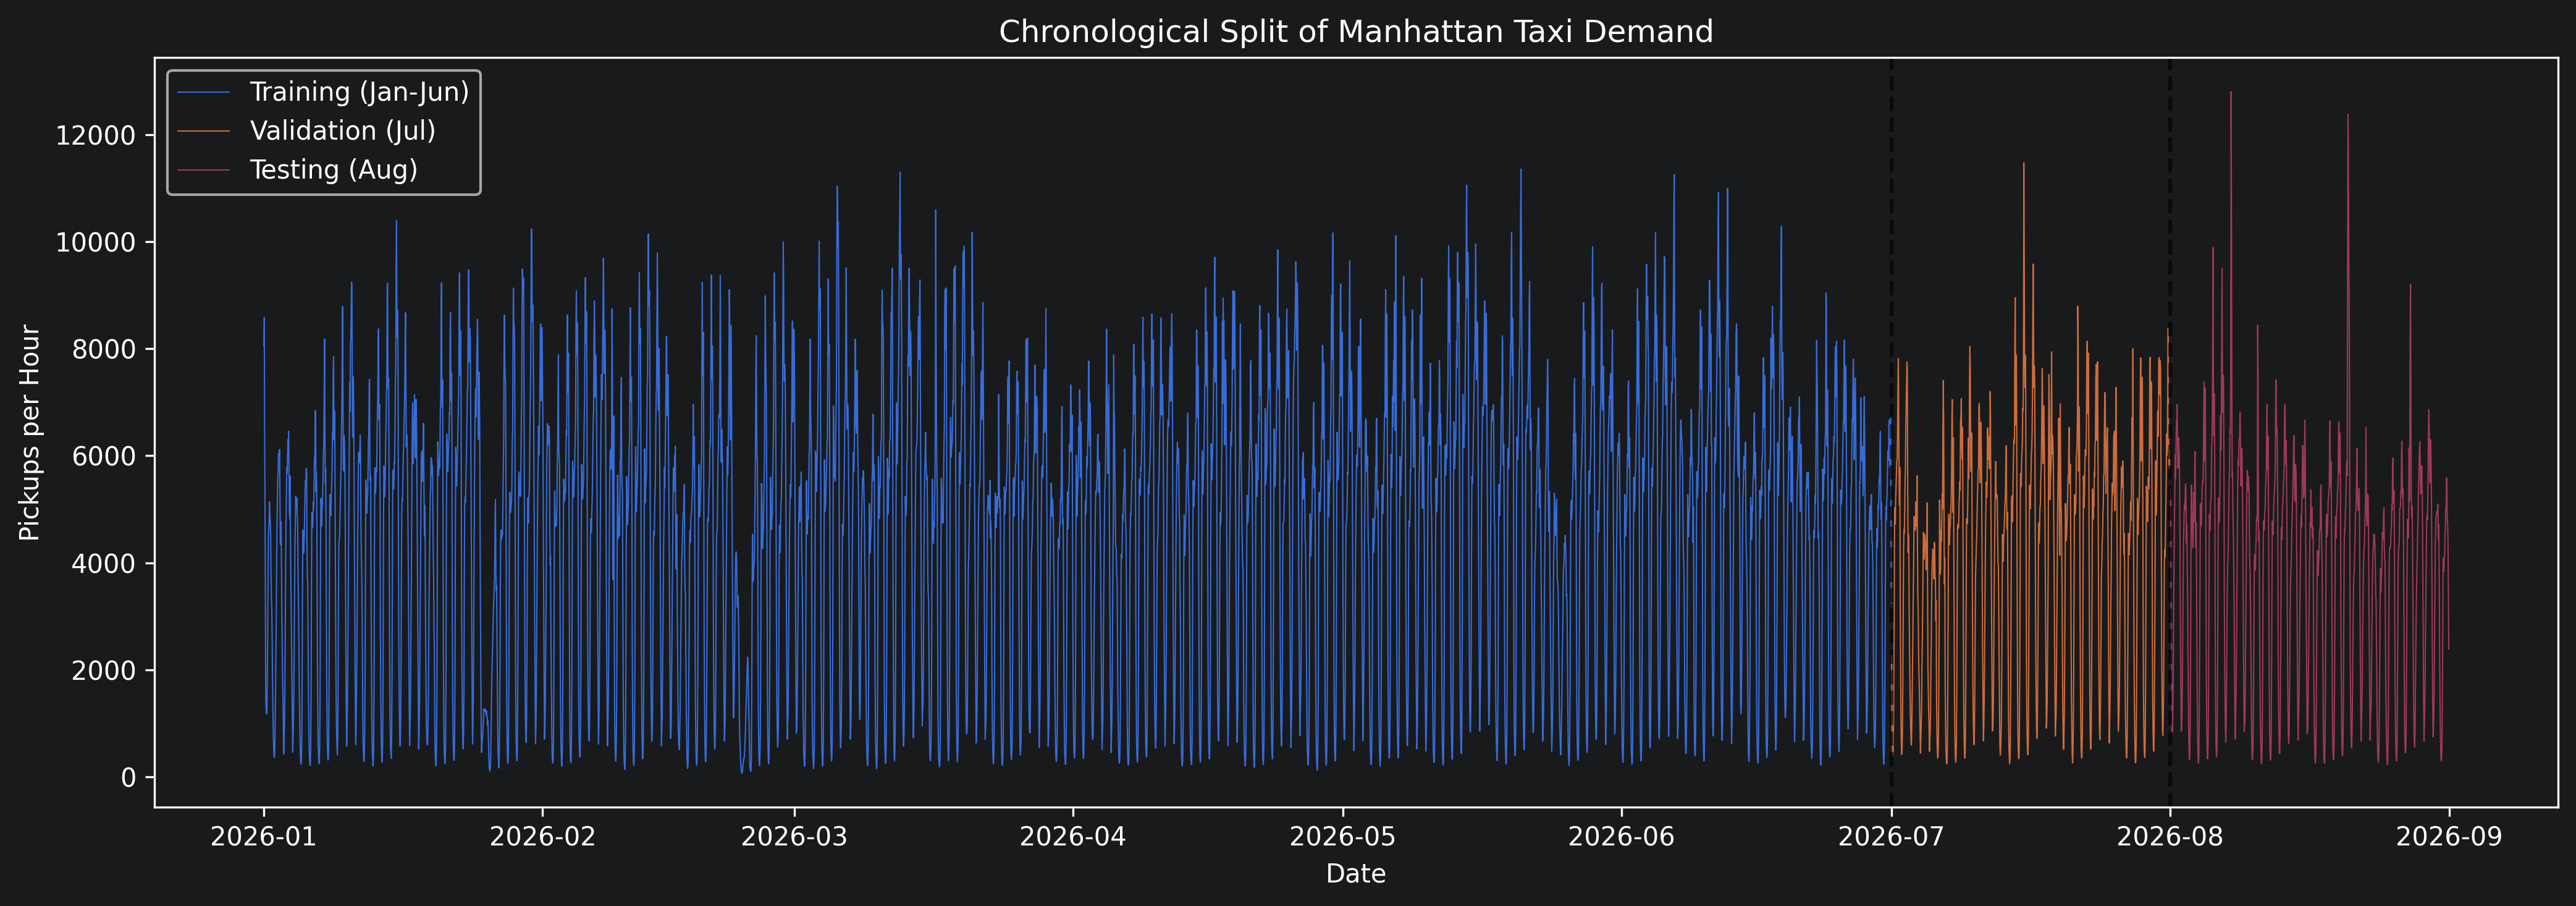 Chronological Split of Manhattan Taxi Demand
Training (Jan-Jun)
Validation (Jul)
Testing (Aug)
Pickups per Hour
12000
10000
8000
6000
4000
2000
0
2026-01 2026-02 2026-03 2026-04 2026-05 2026-06 2026-07 2026-08 2026-09
Date